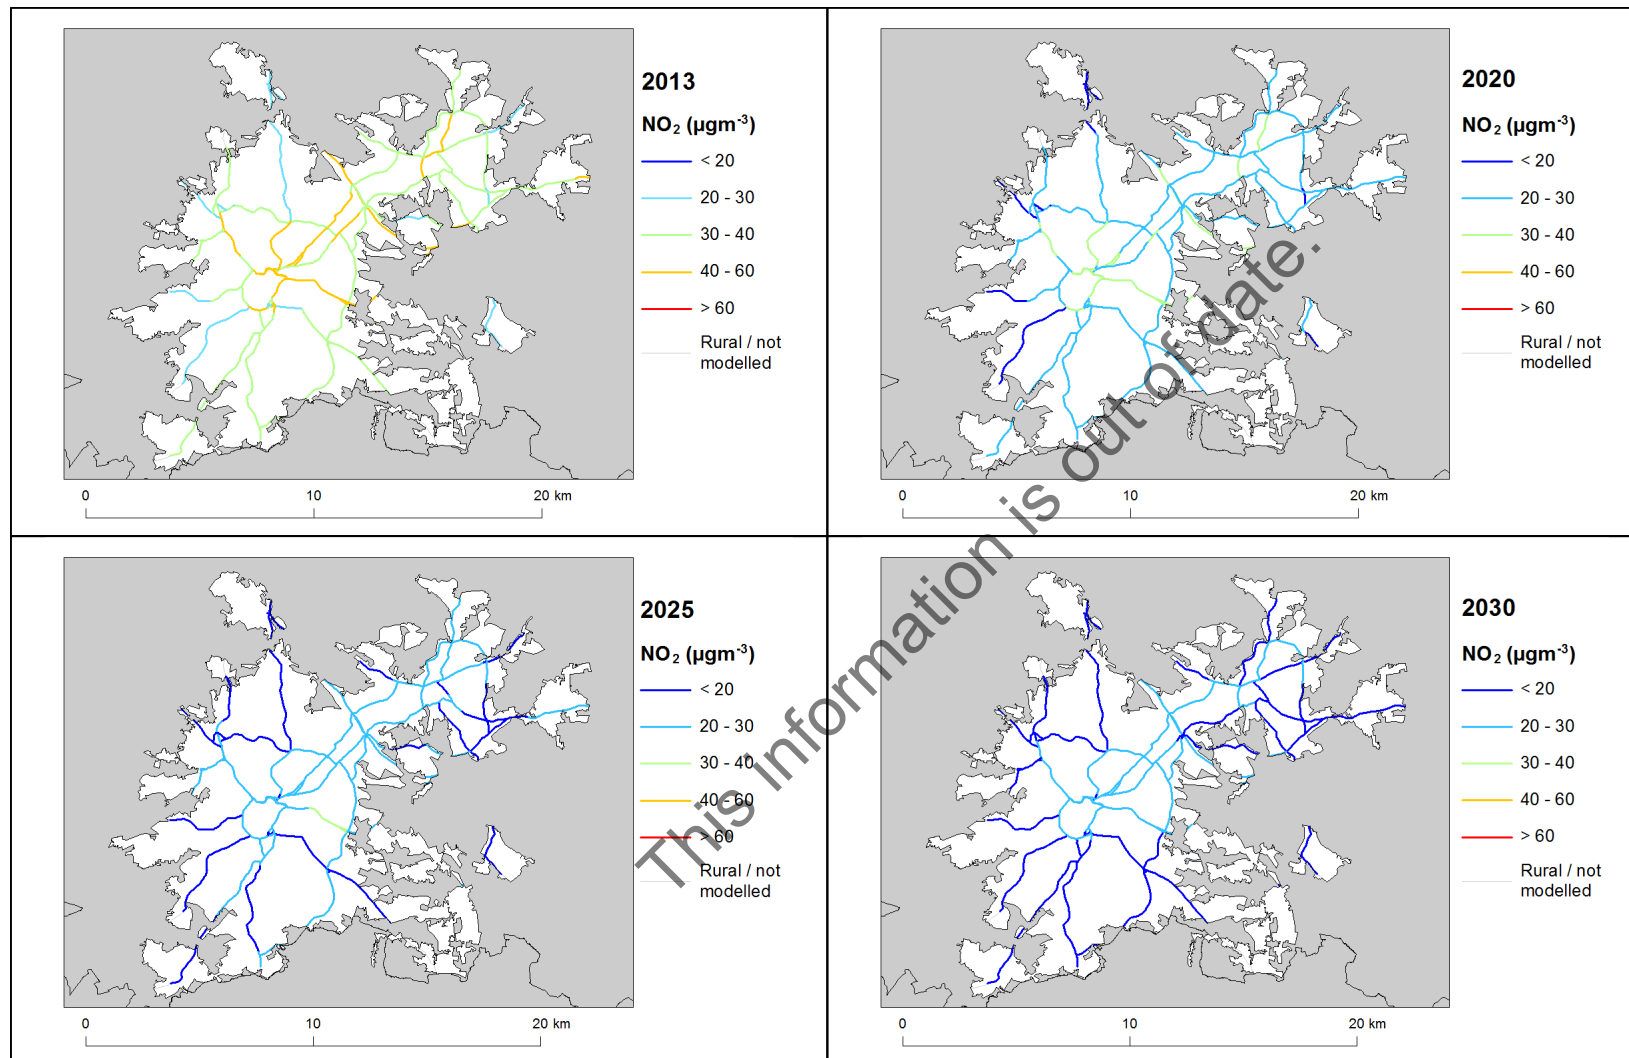 2013
NO₂ (µgm⁻³)
< 20
20 - 30
30 - 40
40 - 60
> 60
Rural / not
modelled
0 10 20 km
2020
NO₂ (µgm⁻³)
< 20
20 - 30
30 - 40
40 - 60
> 60
Rural / not
modelled
0 10 20 km
2025
NO₂ (µgm⁻³)
< 20
20 - 30
30 - 40
40 - 60
> 60
Rural / not
modelled
0 10 20 km
2030
NO₂ (µgm⁻³)
< 20
20 - 30
30 - 40
40 - 60
> 60
Rural / not
modelled
0 10 20 km
This information is out of date.